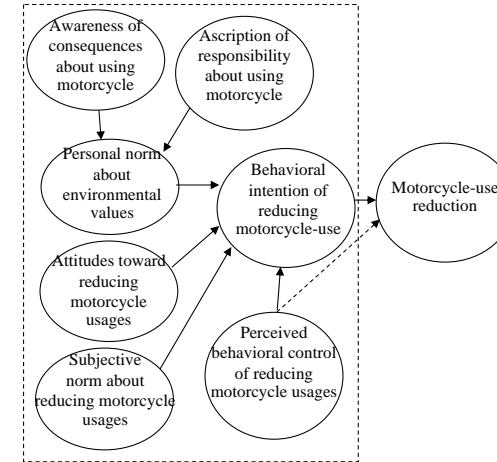 Awareness of
consequences about
using
motorcycle
Ascription of
responsibility
about using
motorcycle
Personal norm
about
environmental
values
Behavioral
intention of
reducing
motorcycle-use
Motorcycle-use
reduction
Attitudes toward
reducing
motorcycle
usages
Subjective
norm about
reducing motorcycle
usages
Perceived
behavioral control
of reducing
motorcycle usages